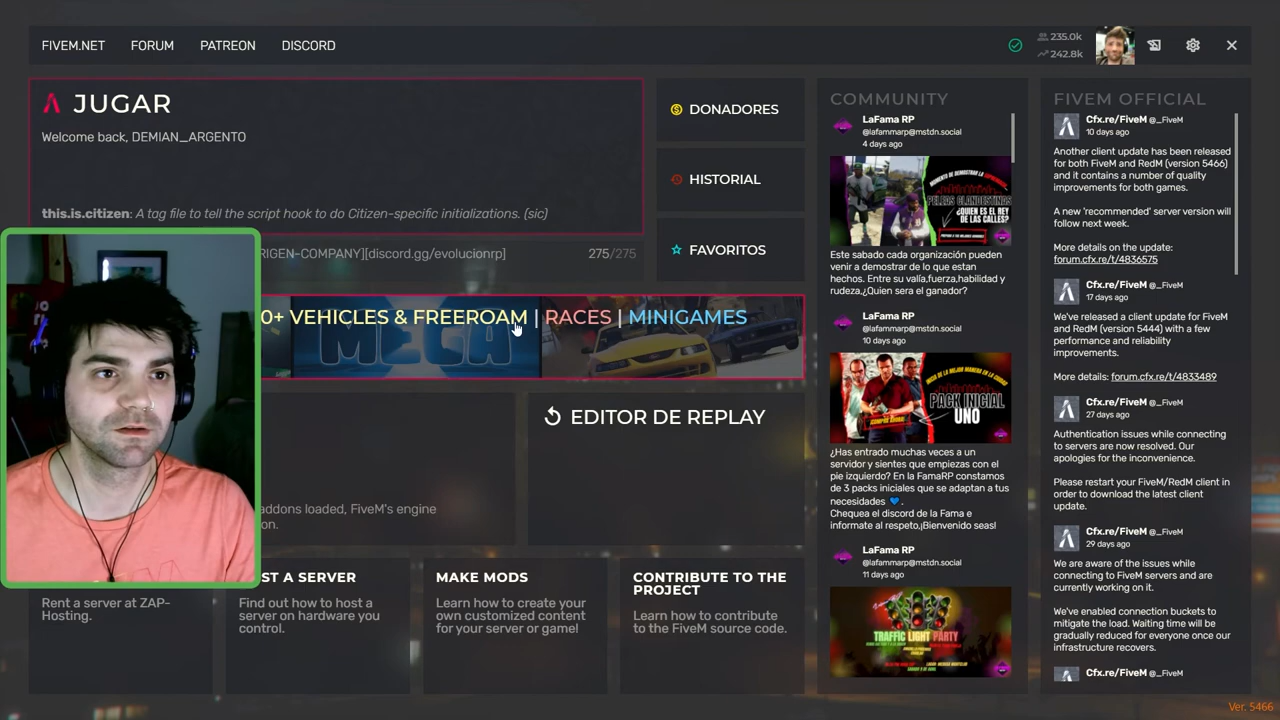 FIVEM.NET
FORUM
PATREON
DISCORD
235.0k
242.8k
JUGAR
Welcome back, DEMIAN_ARGENTO
this.is.citizen: A tag file to tell the script hook to do Citizen-specific initializations. (sic)
RIGEN-COMPANY][discord.gg/evolucionrp]
275/275
DONADORES
HISTORIAL
FAVORITOS
0+ VEHICLES & FREEROAM | RACES | MINIGAMES
MEGA
addons loaded, FiveM's engine
on.
EDITOR DE REPLAY
Rent a server at ZAP-
Hosting.
ST A SERVER
Find out how to host a
server on hardware you
control.
MAKE MODS
Learn how to create your
own customized content
for your server or game!
CONTRIBUTE TO THE
PROJECT
Learn how to contribute
to the FiveM source code.
COMMUNITY
LaFama RP
@lafammarp@mstdn.social
4 days ago
PELEAS CLANDESTINAS
¿QUIEN ES EL REY
DE LAS CALLES?
Este sabado cada organización pueden
venir a demostrar de lo que estan
hechos. Entre su valía,fuerza,habilidad y
rudeza,¿Quien sera el ganador?
LaFama RP
@lafammarp@mstdn.social
10 days ago
PACK INICIAL
UNO
¿Has entrado muchas veces a un
servidor y sientes que empiezas con el
pie izquierdo? En la FamaRP constamos
de 3 packs iniciales que se adaptan a tus
necesidades 💙.
Chequea el discord de la Fama e
informate al respeto,¡Bienvenido seas!
LaFama RP
@lafammarp@mstdn.social
11 days ago
TRAFFIC LIGHT PARTY
FIVEM OFFICIAL
Cfx.re/FiveM @_FiveM
10 days ago
Another client update has been released
for both FiveM and RedM (version 5466)
and it contains a number of quality
improvements for both games.
A new 'recommended' server version will
follow next week.
More details on the update:
forum.cfx.re/t/4836575
Cfx.re/FiveM @_FiveM
17 days ago
We've released a client update for FiveM
and RedM (version 5444) with a few
performance and reliability
improvements.
More details: forum.cfx.re/t/4833489
Cfx.re/FiveM @_FiveM
27 days ago
Authentication issues while connecting
to servers are now resolved. Our
apologies for the inconvenience.
Please restart your FiveM/RedM client in
order to download the latest client
update.
Cfx.re/FiveM @_FiveM
29 days ago
We are aware of the issues while
connecting to FiveM servers and are
currently working on it.
We've enabled connection buckets to
mitigate the load. Waiting time will be
gradually reduced for everyone once our
infrastructure recovers.
Cfx.re/FiveM @_FiveM
Ver. 5466